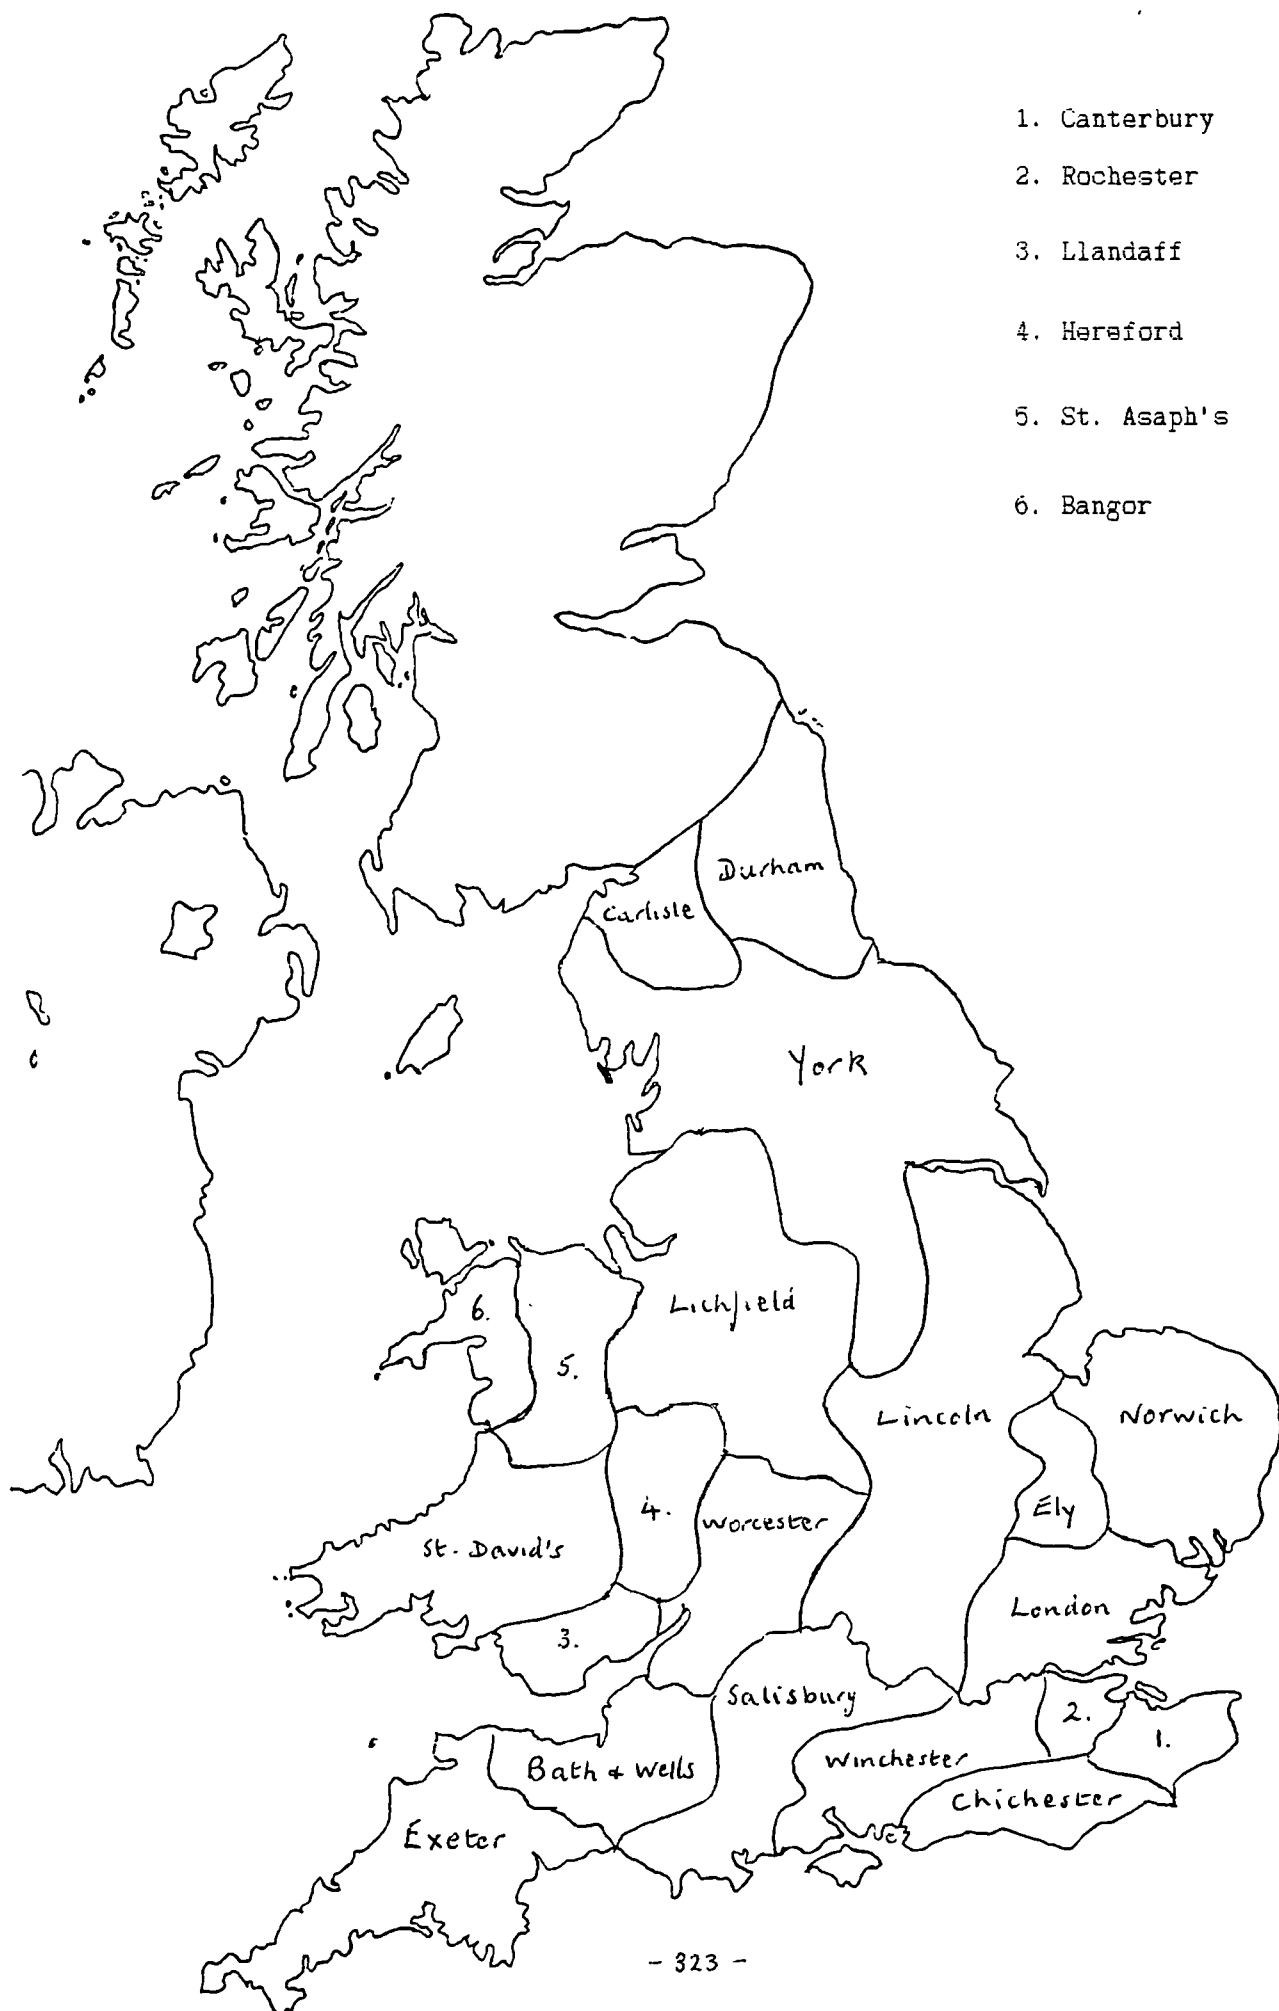 1. Canterbury
2. Rochester
3. Llandaff
4. Hereford
5. St. Asaph's
6. Bangor
Durham
Carlisle
York
Lichfield
6.
5.
Lincoln
Norwich
4.
Worcester
Ely
St. David's
London
3.
Salisbury
2.
1.
Winchester
Bath + Wells
Chichester
Exeter
- 323 -